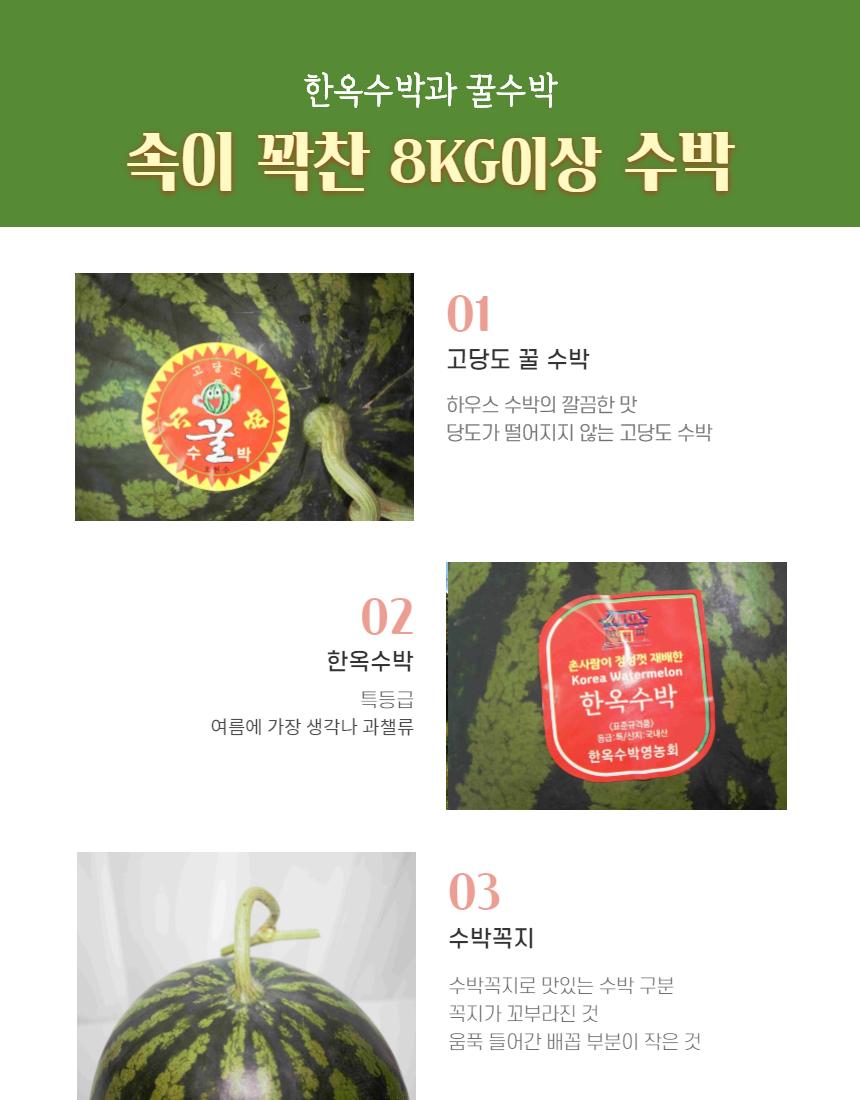 한옥수박과 꿀수박
속이 꽉찬 8KG이상 수박
고당도
名品
꿀
수박
01
고당도 꿀 수박
하우스 수박의 깔끔한 맛
당도가 떨어지지 않는 고당도 수박
02
한옥수박
특등급
여름에 가장 생각나 과챌류
촌사람이 정성껏 재배한
Korea Watermelon
한옥수박
(표준규격품)
등급:특/산지:국내산
한옥수박영농회
03
수박꼭지
수박꼭지로 맛있는 수박 구분
꼭지가 꼬부라진 것
움푹 들어간 배꼽 부분이 작은 것